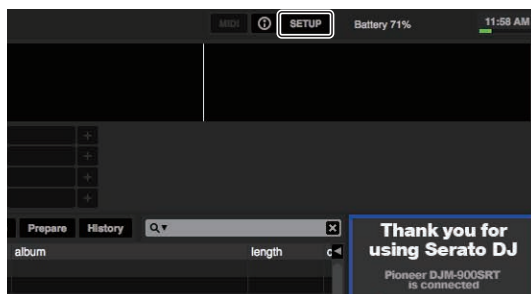 MIDI SETUP Battery 71% 11:58 AM
Prepare History
album length
Thank you for
using Serato DJ
Pioneer DJM-900SRT
is connected